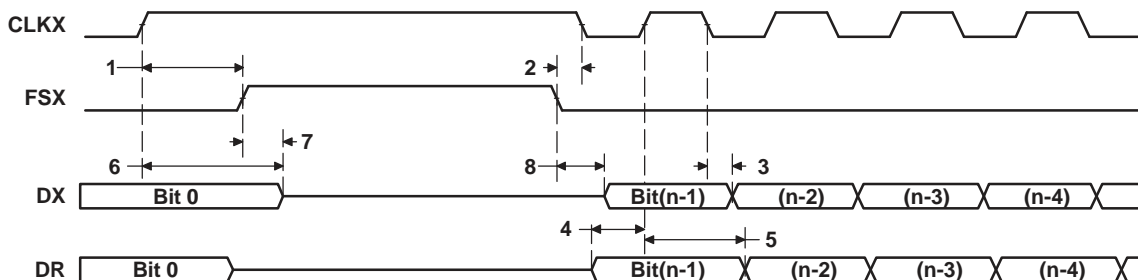 CLKX
1
2
FSX
7
6
8
3
DX
Bit 0
Bit(n-1)
(n-2)
(n-3)
(n-4)
4
5
DR
Bit 0
Bit(n-1)
(n-2)
(n-3)
(n-4)